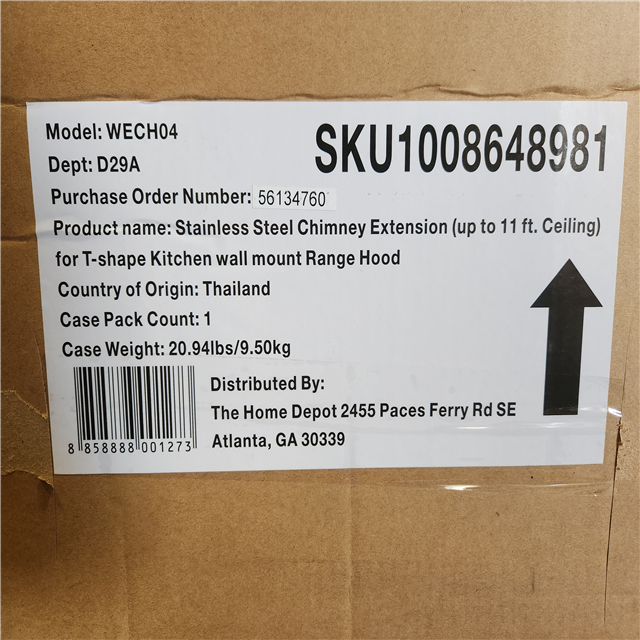 Model: WECH04
SKU1008648981
Dept: D29A
Purchase Order Number: 56134760
Product name: Stainless Steel Chimney Extension (up to 11 ft. Ceiling)
for T-shape Kitchen wall mount Range Hood
Country of Origin: Thailand
Case Pack Count: 1
Case Weight: 20.94lbs/9.50kg
Distributed By:
The Home Depot 2455 Paces Ferry Rd SE
Atlanta, GA 30339
8 858888 001273